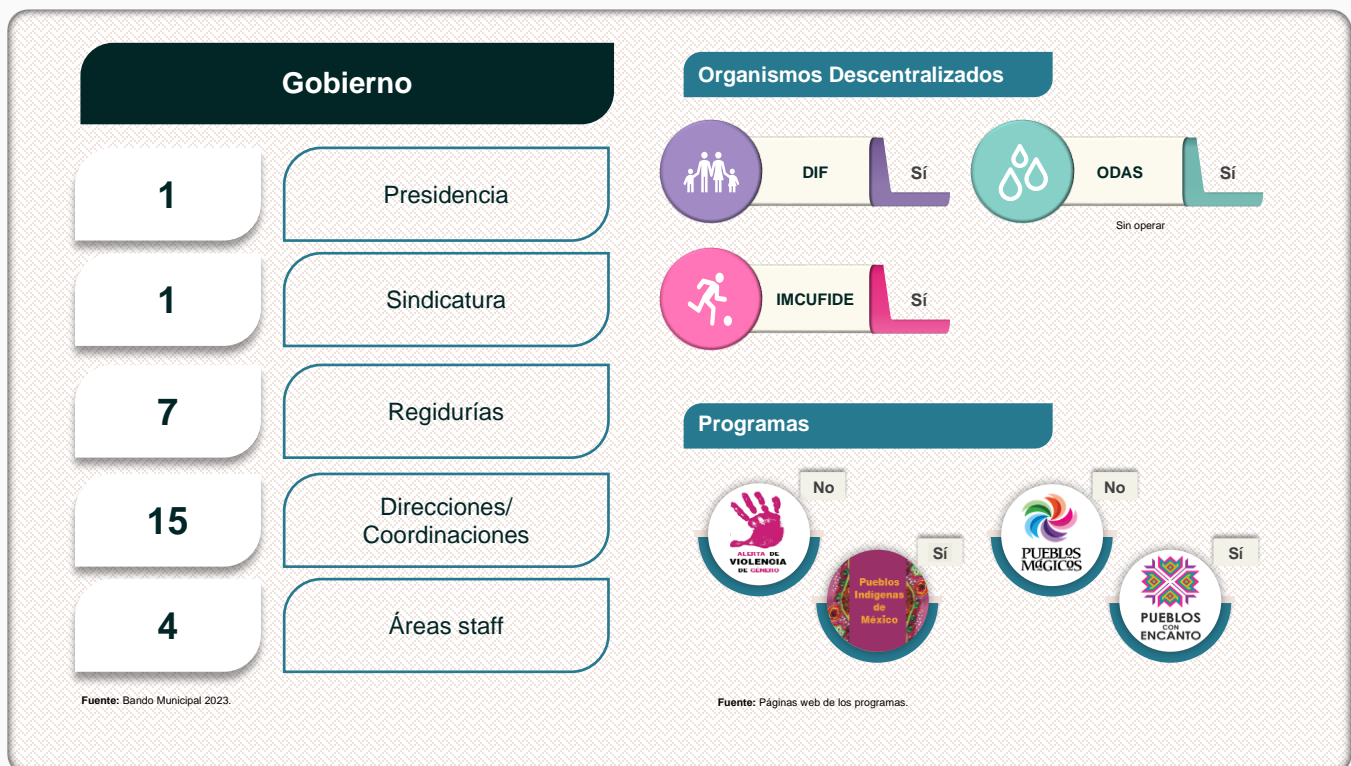 Gobierno
1
Presidencia
1
Sindicatura
7
Regidurías
15
Direcciones/
Coordinaciones
4
Áreas staff
Fuente: Bando Municipal 2023.
Organismos Descentralizados
DIF
Sí
ODAS
Sí
Sin operar
IMCUFIDE
Sí
Programas
No
ALERTA DE
VIOLENCIA
DE GÉNERO
Sí
Pueblos
Indígenas
de
México
No
PUEBLOS
MáGICOS
Sí
PUEBLOS
CON
ENCANTO
Fuente: Páginas web de los programas.